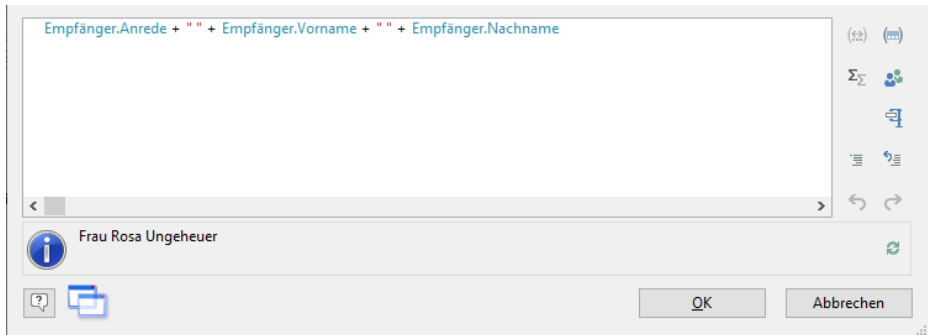 Empfänger.Anrede + " " + Empfänger.Vorname + " " + Empfänger.Nachname
Frau Rosa Ungeheuer
OK Abbrechen